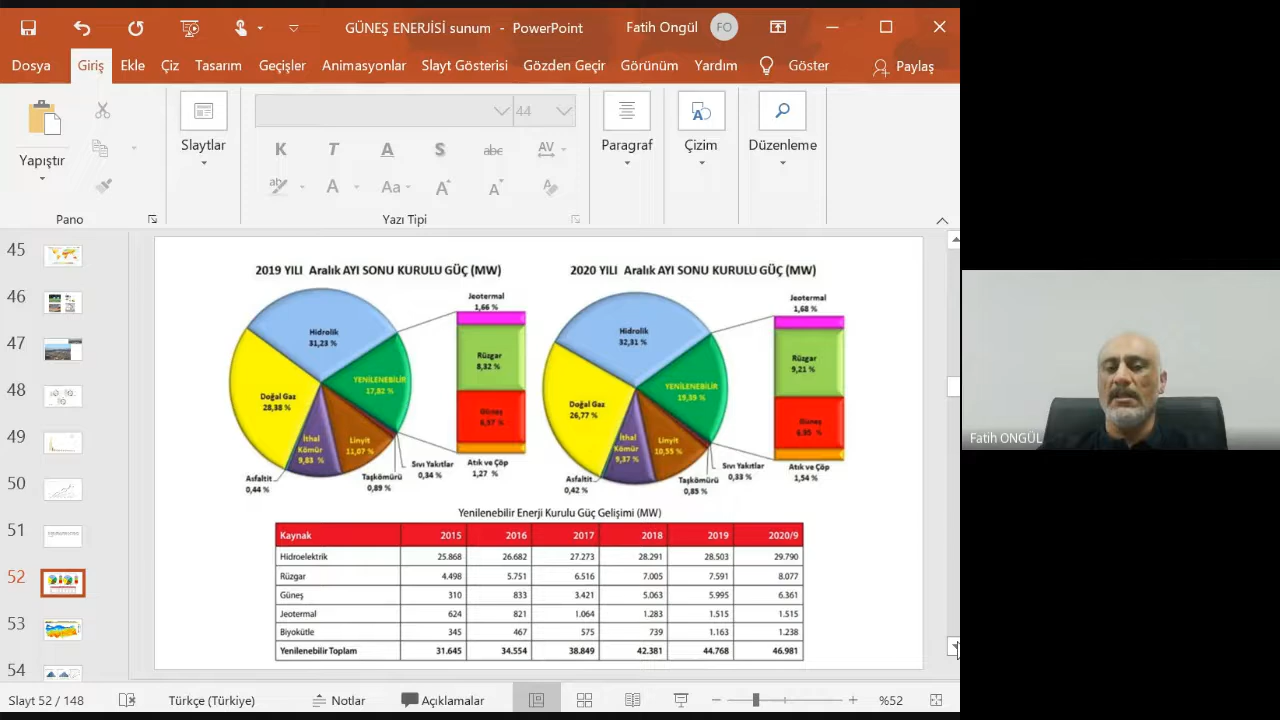 GÜNEŞ ENERJİSİ sunum - PowerPoint
Fatih Ongül
FO
Dosya Giriş Ekle Çiz Tasarım Geçişler Animasyonlar Slayt Gösterisi Gözden Geçir Görünüm Yardım Göster Paylaş
44
K T A S abc AV
ab A Aa A A A
Yapıştır
Slaytlar
Paragraf
Çizim
Düzenleme
Pano
Yazı Tipi
45
46
47
48
49
50
51
52
53
54
2019 YILI Aralık AYI SONU KURULU GÜÇ (MW)
Hidrolik
31,23 %
YENİLENEBİLİR
17,82 %
Doğal Gaz
28,38 %
İthal
Kömür
9,83 %
Linyit
11,07 %
Asfaltit
0,44 %
Taşkömürü
0,89 %
Sıvı Yakıtlar
0,34 %
Jeotermal
1,66 %
Rüzgar
8,32 %
Güneş
6,57 %
Atık ve Çöp
1,27 %
2020 YILI Aralık AYI SONU KURULU GÜÇ (MW)
Hidrolik
32,31 %
YENİLENEBİLİR
Doğal Gaz
26,77 %
İthal
Kömür
9,37 %
Linyit
10,55 %
Asfaltit
0,42 %
Taşkömürü
0,85 %
Sıvı Yakıtlar
0,33 %
Jeotermal
1,68 %
Rüzgar
9,21 %
Güneş
6,95 %
Atık ve Çöp
1,54 %
Yenilenebilir Enerji Kurulu Güç Gelişimi (MW)
Kaynak 2015 2016 2017 2018 2019 2020/9
Hidroelektrik 25.868 26.682 27.273 28.291 28.503 29.790
Rüzgar 4.498 5.751 6.516 7.005 7.591 8.077
Güneş 310 833 3.421 5.063 5.995 6.361
Jeotermal 624 821 1.064 1.283 1.515 1.515
Biyokütle 345 467 575 739 1.163 1.238
Yenilenebilir Toplam 31.645 34.554 38.849 42.381 44.768 46.981
Slayt 52 / 148
Türkçe (Türkiye)
Notlar
Açıklamalar
%52
Fatih ONGÜL